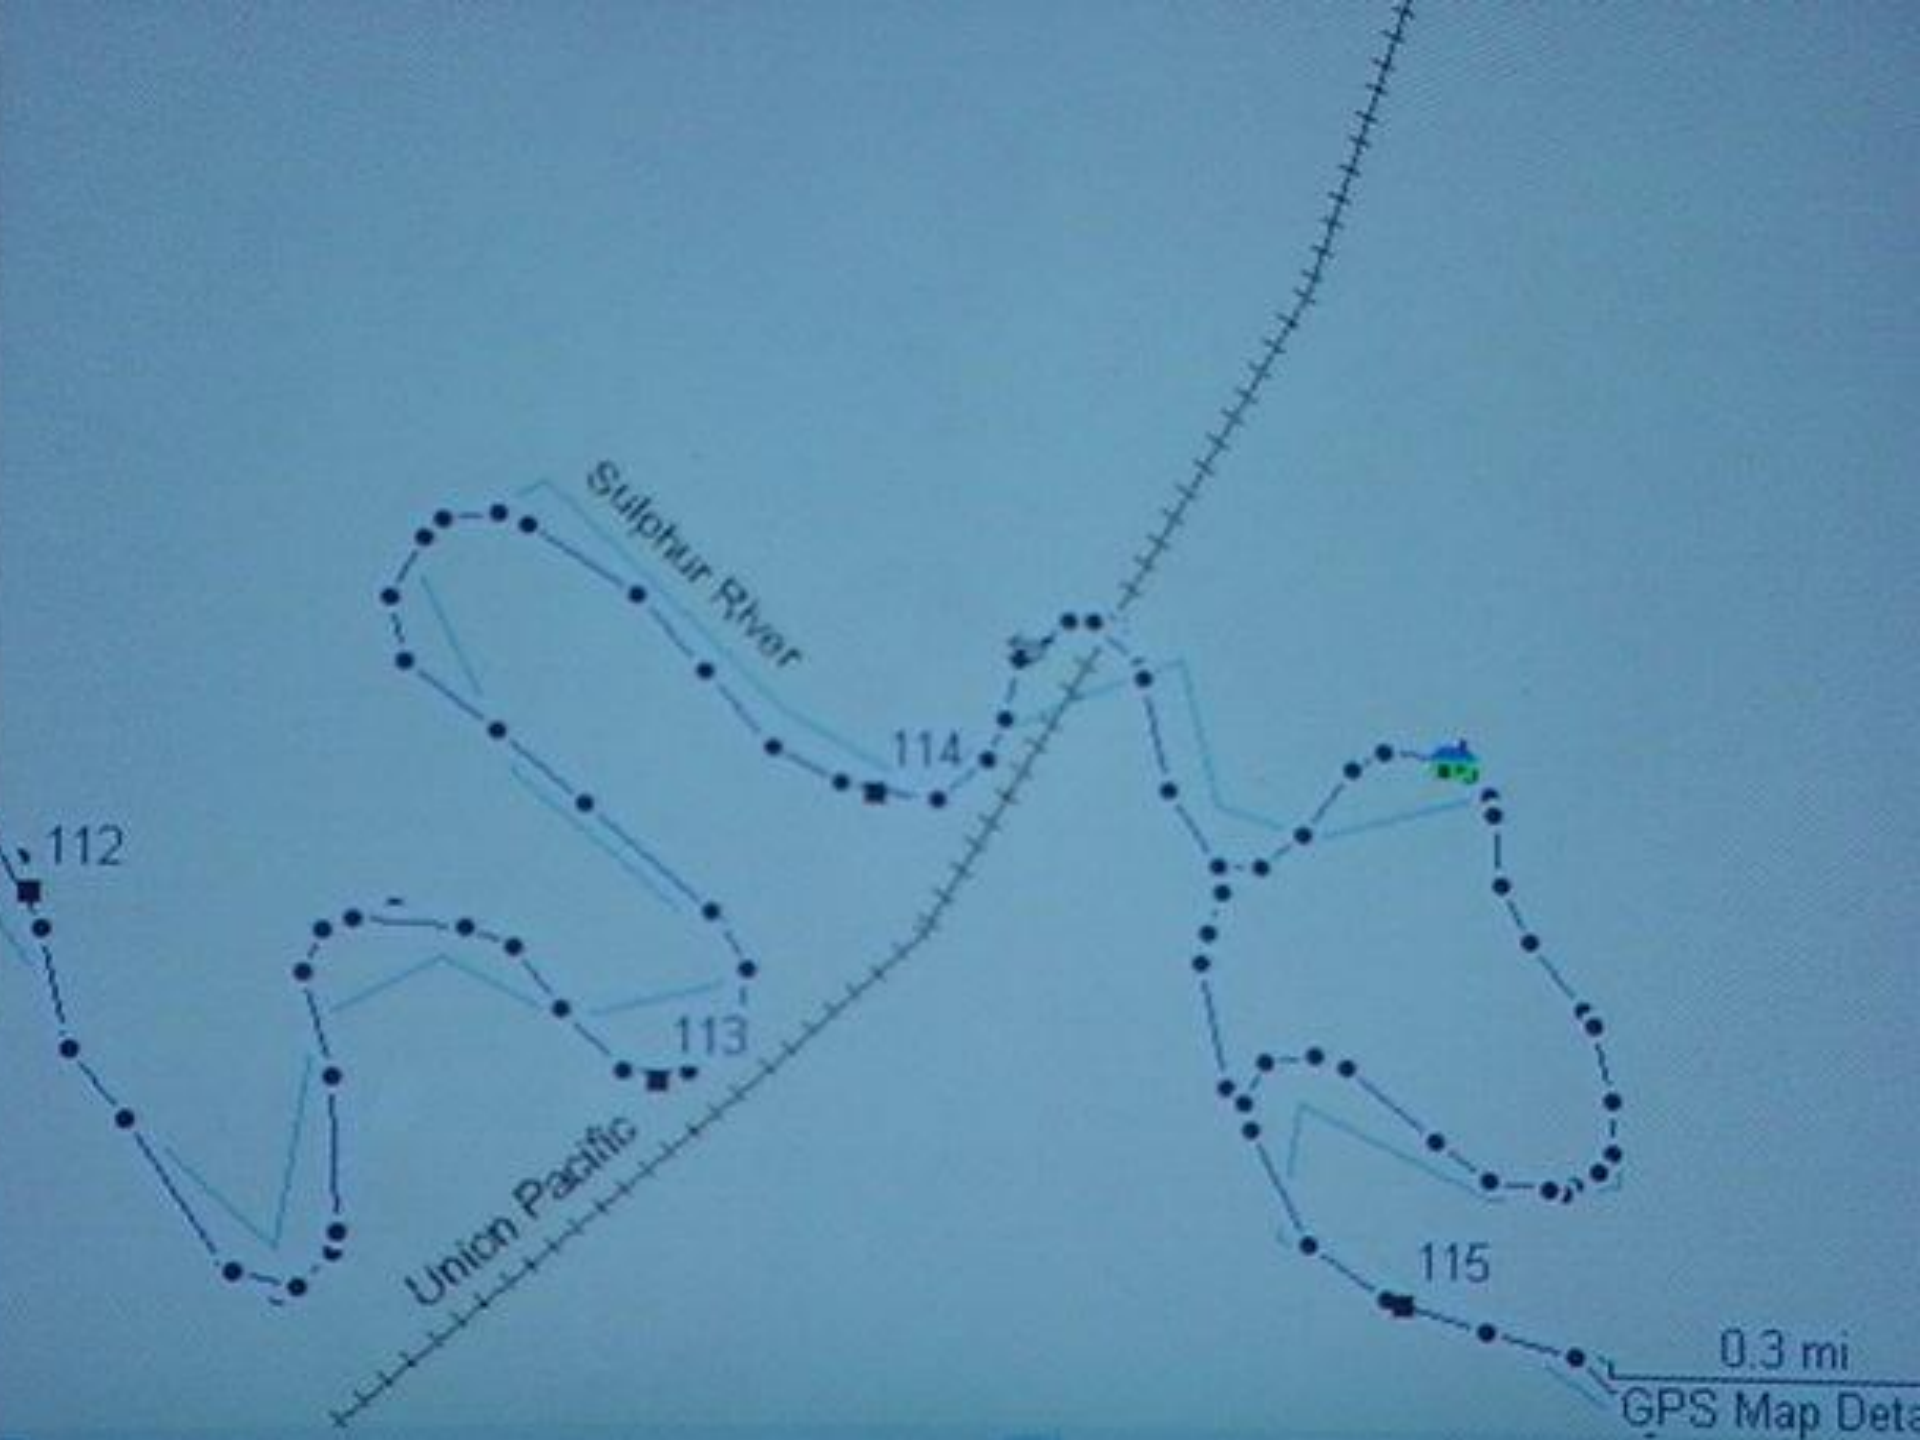 Sulphur River
114
112
113
Union Pacific
115
0.3 mi
GPS Map Deta